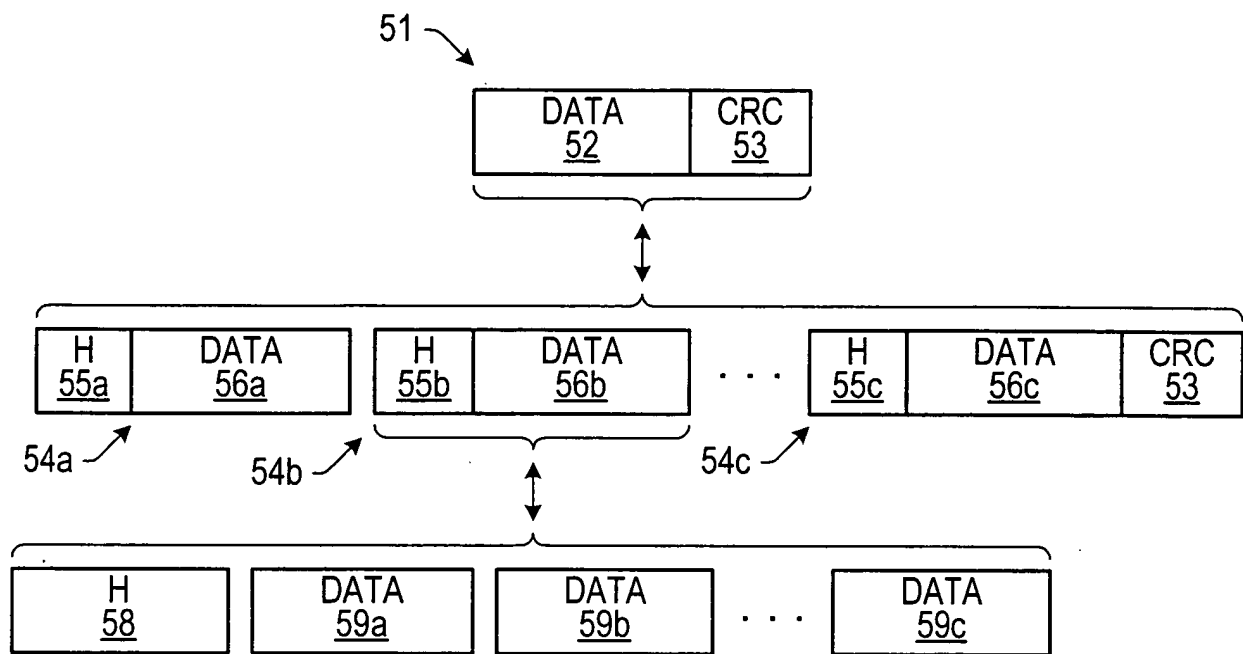 51
DATA CRC
52 53
H DATA H DATA . . . H DATA CRC
55a 56a 55b 56b 55c 56c 53
54a 54b 54c
H DATA DATA . . . DATA
58 59a 59b 59c